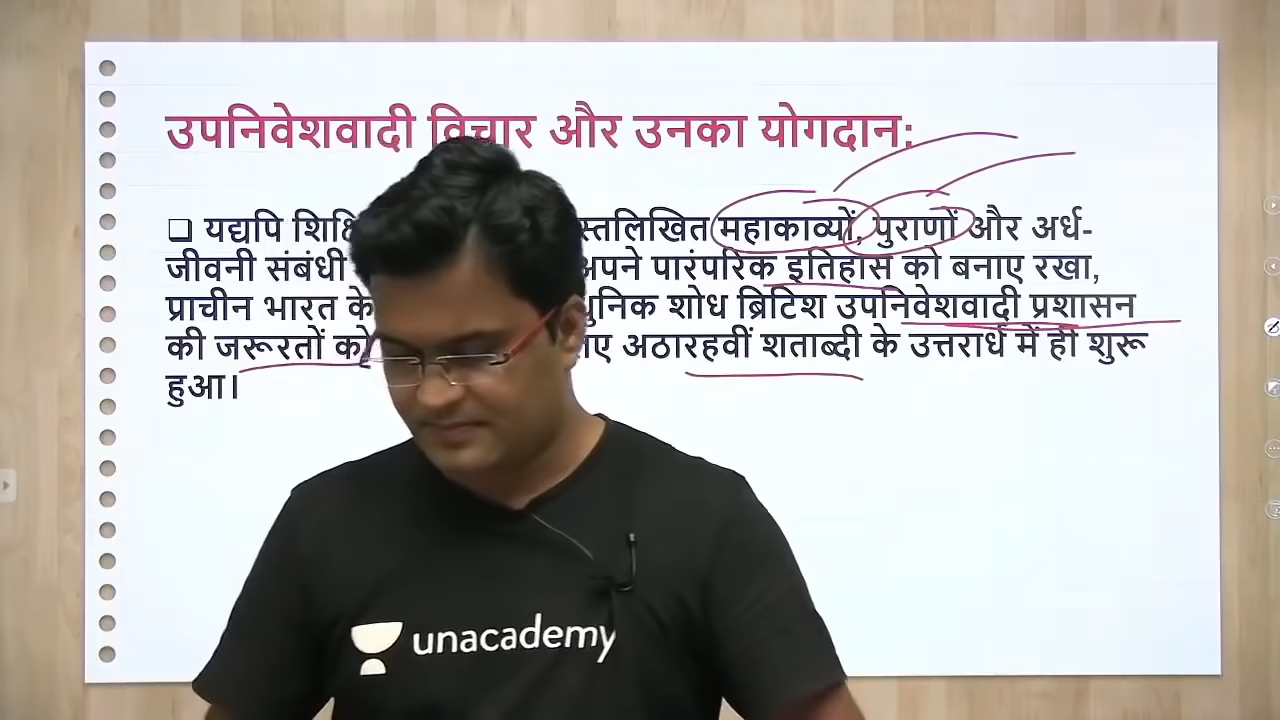 उपनिवेशवादी विचार और उनका योगदान:
❑ यद्यपि महाकाव्यों, पुराणों और अर्ध-
जीवनी संबंधी अपने पारंपरिक इतिहास को बनाए रखा,
प्राचीन भारत के शोध ब्रिटिश उपनिवेशवादी प्रशासन
की जरूरतों को अठारहवीं शताब्दी के उत्तरार्ध में ही शुरू
हुआ।
unacademy